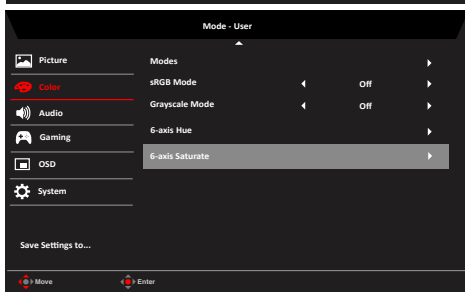 Mode - User
Picture
Color
Audio
Gaming
OSD
System
Save Settings to...
Modes
sRGB Mode Off
Grayscale Mode Off
6-axis Hue
6-axis Saturate
Move Enter